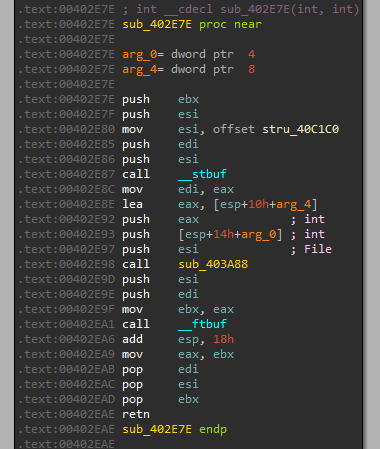 .text:00402E7E ; int __cdecl sub_402E7E(int, int)
.text:00402E7E sub_402E7E proc near
.text:00402E7E
.text:00402E7E arg_0= dword ptr  4
.text:00402E7E arg_4= dword ptr  8
.text:00402E7E
.text:00402E7E push    ebx
.text:00402E7F push    esi
.text:00402E80 mov     esi, offset stru_40C1C0
.text:00402E85 push    edi
.text:00402E86 push    esi
.text:00402E87 call    __stbuf
.text:00402E8C mov     edi, eax
.text:00402E8E lea     eax, [esp+10h+arg_4]
.text:00402E92 push    eax             ; int
.text:00402E93 push    [esp+14h+arg_0] ; int
.text:00402E97 push    esi             ; File
.text:00402E98 call    sub_403A88
.text:00402E9D push    esi
.text:00402E9E push    edi
.text:00402E9F mov     ebx, eax
.text:00402EA1 call    __ftbuf
.text:00402EA6 add     esp, 18h
.text:00402EA9 mov     eax, ebx
.text:00402EAB pop     edi
.text:00402EAC pop     esi
.text:00402EAD pop     ebx
.text:00402EAE retn
.text:00402EAE sub_402E7E endp
.text:00402EAE